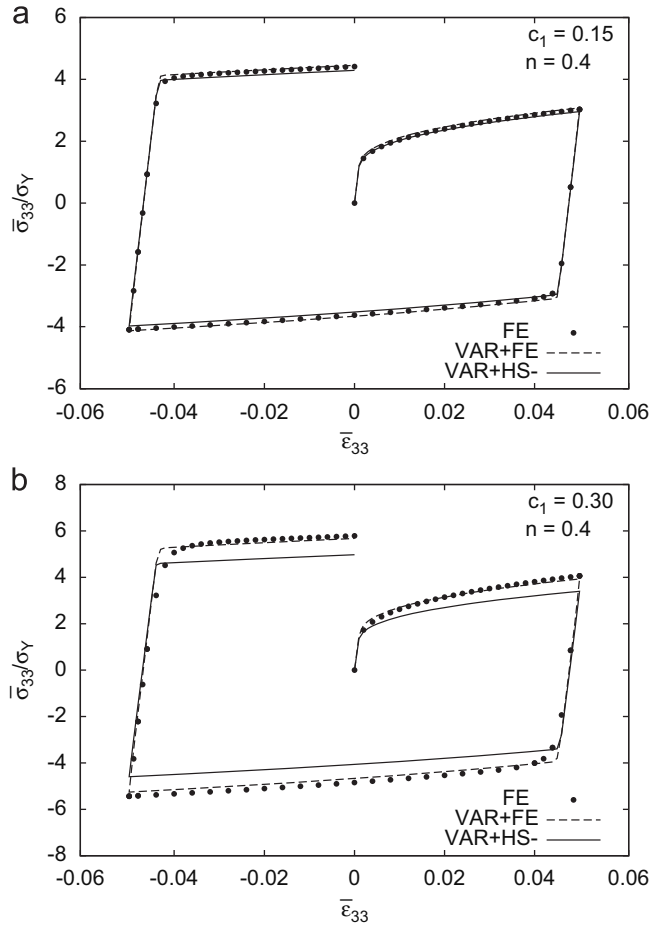 a
6
4
2
0
-2
-4
-6
c₁ = 0.15
n = 0.4
σ̅₃₃/σ_Y
FE
VAR+FE
VAR+HS-
-0.06 -0.04 -0.02 0 0.02 0.04 0.06
ε̅₃₃
b
8
6
4
2
0
-2
-4
-6
-8
c₁ = 0.30
n = 0.4
σ̅₃₃/σ_Y
FE
VAR+FE
VAR+HS-
-0.06 -0.04 -0.02 0 0.02 0.04 0.06
ε̅₃₃